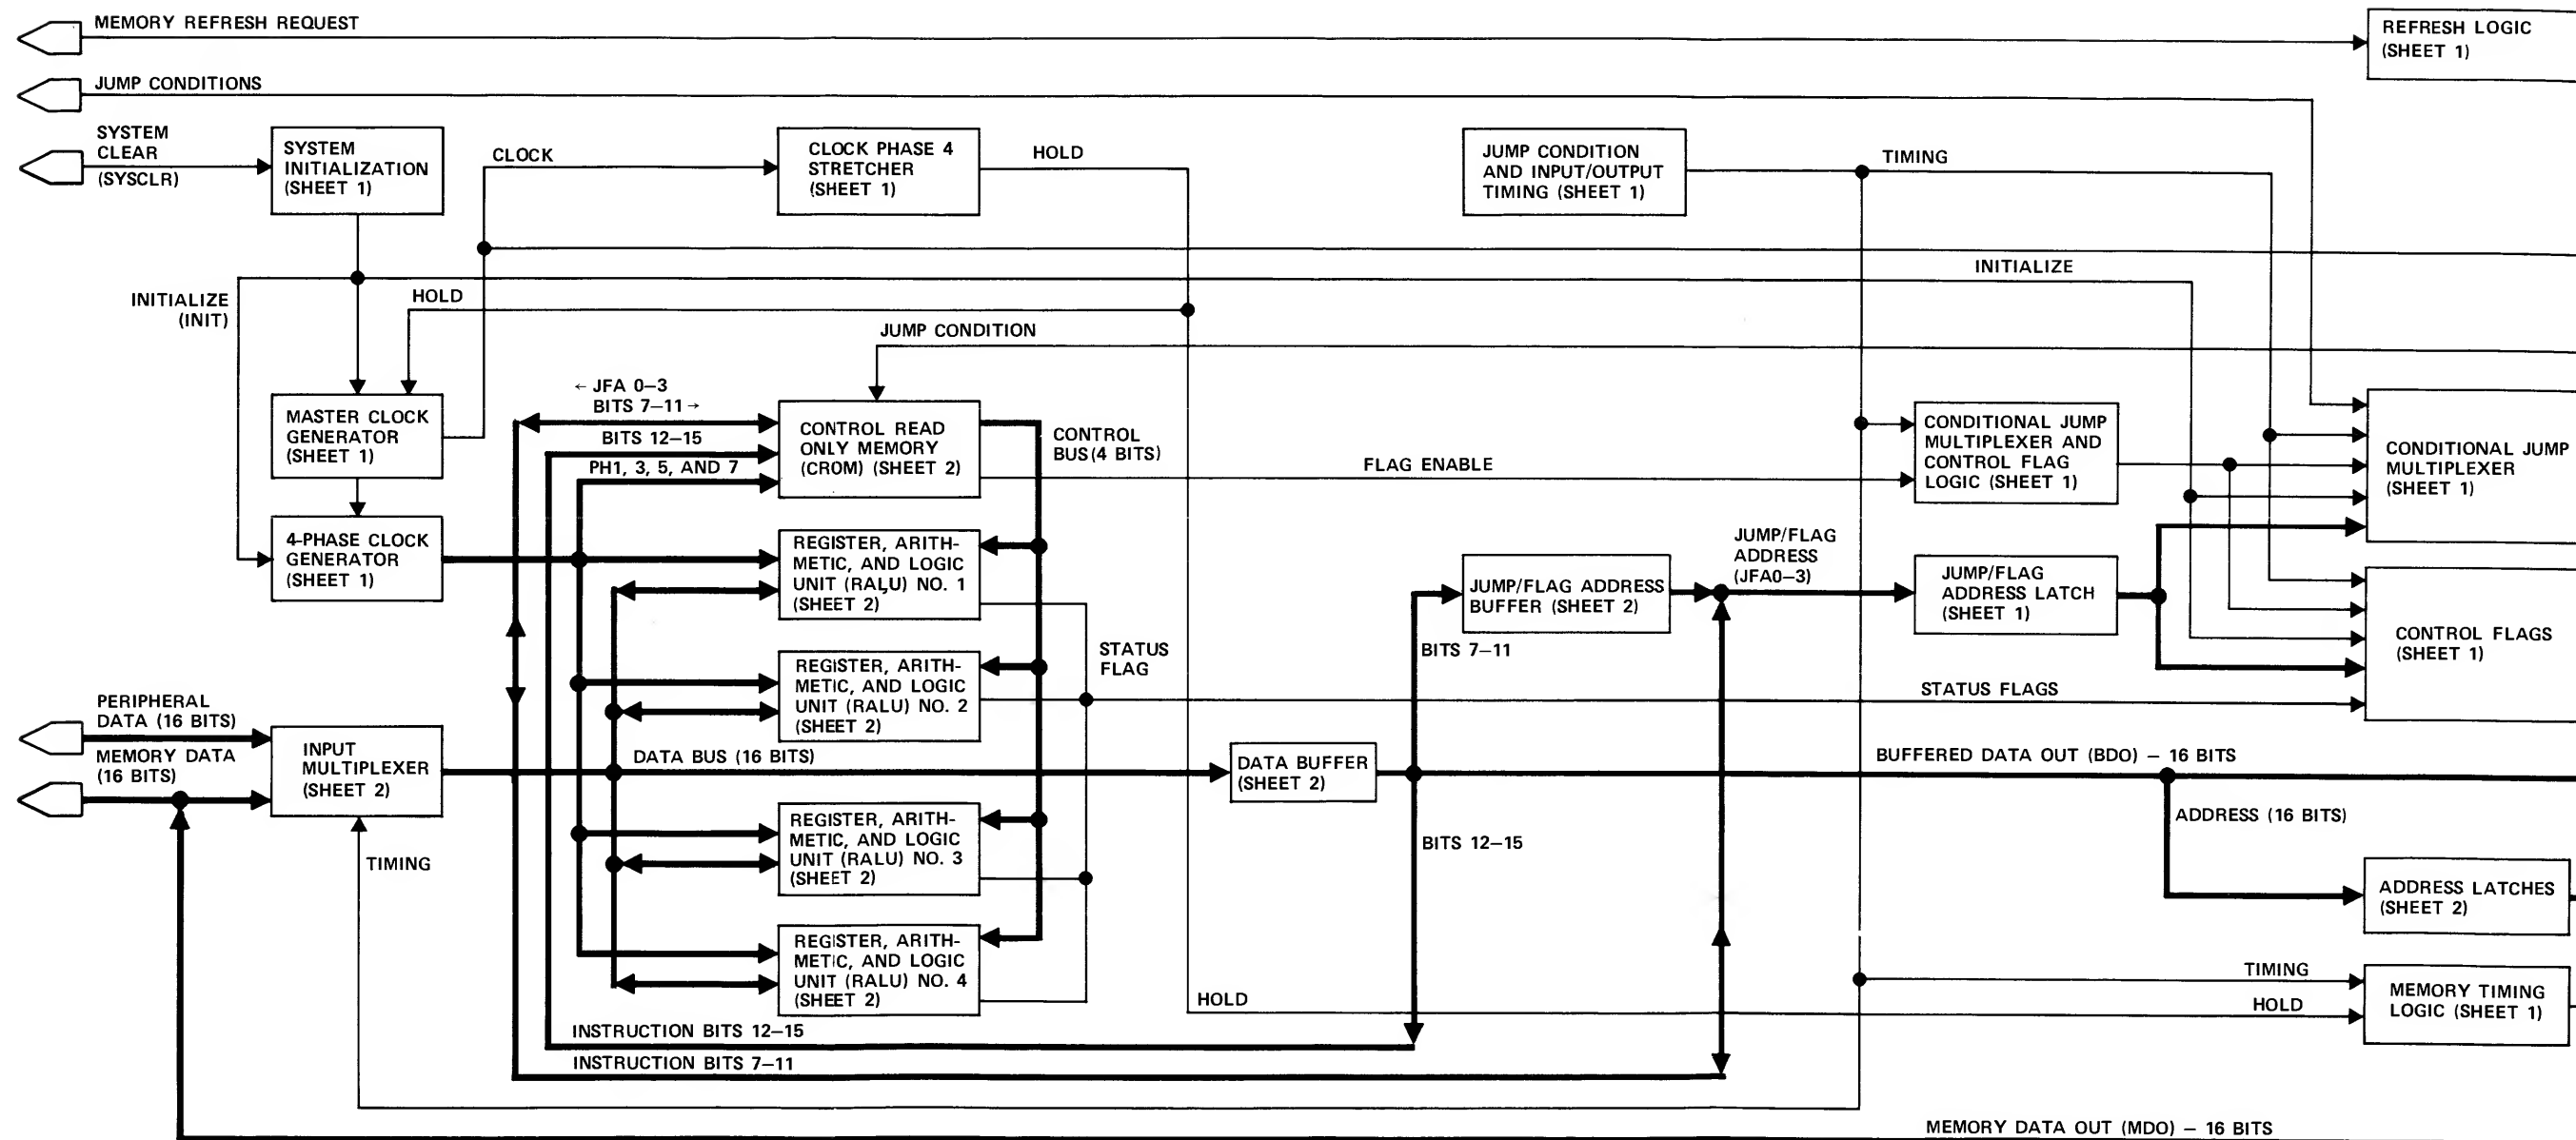 MEMORY REFRESH REQUEST
REFRESH LOGIC
(SHEET 1)
JUMP CONDITIONS
SYSTEM
CLEAR
(SYSCLR)
SYSTEM
INITIALIZATION
(SHEET 1)
CLOCK
CLOCK PHASE 4
STRETCHER
(SHEET 1)
HOLD
JUMP CONDITION
AND INPUT/OUTPUT
TIMING (SHEET 1)
TIMING
INITIALIZE
INITIALIZE
(INIT)
HOLD
JUMP CONDITION
← JFA 0–3
BITS 7–11 →
BITS 12–15
PH1, 3, 5, AND 7
MASTER CLOCK
GENERATOR
(SHEET 1)
CONTROL READ
ONLY MEMORY
(CROM) (SHEET 2)
CONTROL
BUS(4 BITS)
FLAG ENABLE
CONDITIONAL JUMP
MULTIPLEXER AND
CONTROL FLAG
LOGIC (SHEET 1)
CONDITIONAL JUMP
MULTIPLEXER
(SHEET 1)
4-PHASE CLOCK
GENERATOR
(SHEET 1)
REGISTER, ARITH-
METIC, AND LOGIC
UNIT (RALU) NO. 1
(SHEET 2)
JUMP/FLAG
ADDRESS
(JFA0–3)
JUMP/FLAG ADDRESS
BUFFER (SHEET 2)
JUMP/FLAG
ADDRESS LATCH
(SHEET 1)
CONTROL FLAGS
(SHEET 1)
REGISTER, ARITH-
METIC, AND LOGIC
UNIT (RALU) NO. 2
(SHEET 2)
STATUS
FLAG
BITS 7–11
STATUS FLAGS
PERIPHERAL
DATA (16 BITS)
MEMORY DATA
(16 BITS)
INPUT
MULTIPLEXER
(SHEET 2)
DATA BUS (16 BITS)
DATA BUFFER
(SHEET 2)
BUFFERED DATA OUT (BDO) – 16 BITS
ADDRESS (16 BITS)
TIMING
REGISTER, ARITH-
METIC, AND LOGIC
UNIT (RALU) NO. 3
(SHEET 2)
BITS 12–15
ADDRESS LATCHES
(SHEET 2)
REGISTER, ARITH-
METIC, AND LOGIC
UNIT (RALU) NO. 4
(SHEET 2)
HOLD
TIMING
HOLD
MEMORY TIMING
LOGIC (SHEET 1)
INSTRUCTION BITS 12–15
INSTRUCTION BITS 7–11
MEMORY DATA OUT (MDO) – 16 BITS